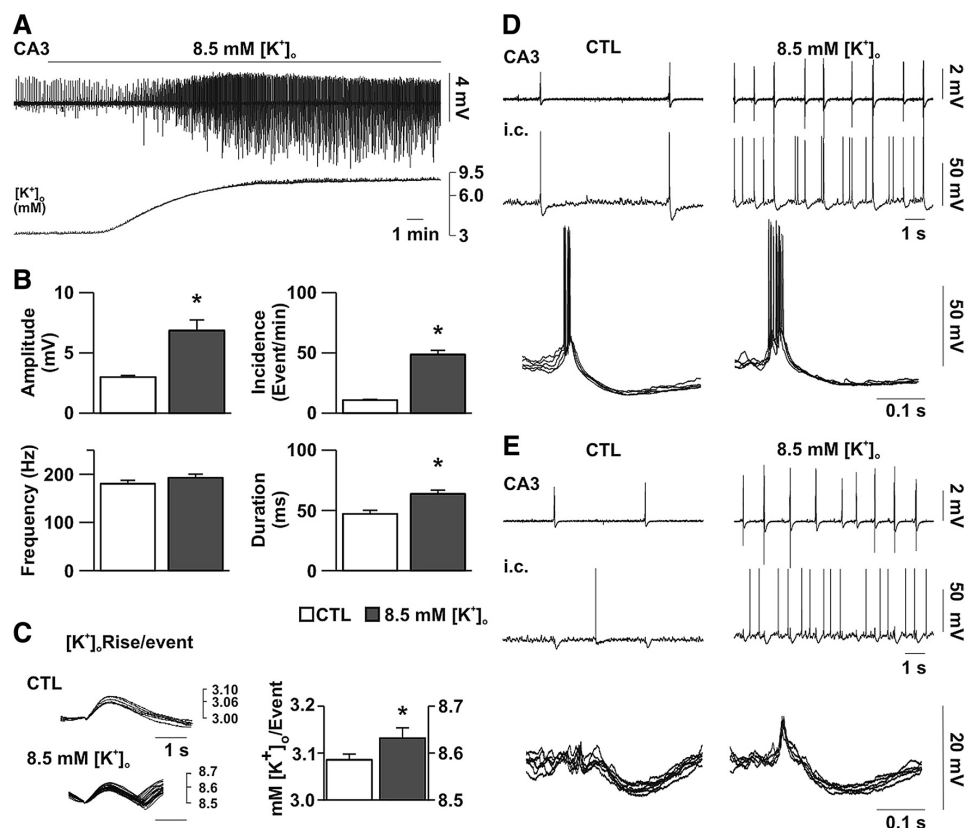 A
CA3
8.5 mM [K⁺]ₒ
4 mV
[K⁺]ₒ
(mM)
9.5
6.0
3
1 min
B
Amplitude
(mV)
10
5
0
*
Incidence
(Event/min)
100
50
0
*
Frequency (Hz)
200
100
0
Duration
(ms)
100
50
0
*
CTL
8.5 mM [K⁺]ₒ
C
[K⁺]ₒRise/event
CTL
3.10
3.06
3.00
1 s
8.5 mM [K⁺]ₒ
8.7
8.6
8.5
mM [K⁺]ₒ/Event
3.2
3.1
3.0
*
8.7
8.6
8.5
D
CTL
8.5 mM [K⁺]ₒ
CA3
2 mV
i.c.
50 mV
1 s
50 mV
0.1 s
E
CTL
8.5 mM [K⁺]ₒ
CA3
2 mV
i.c.
50 mV
1 s
20 mV
0.1 s